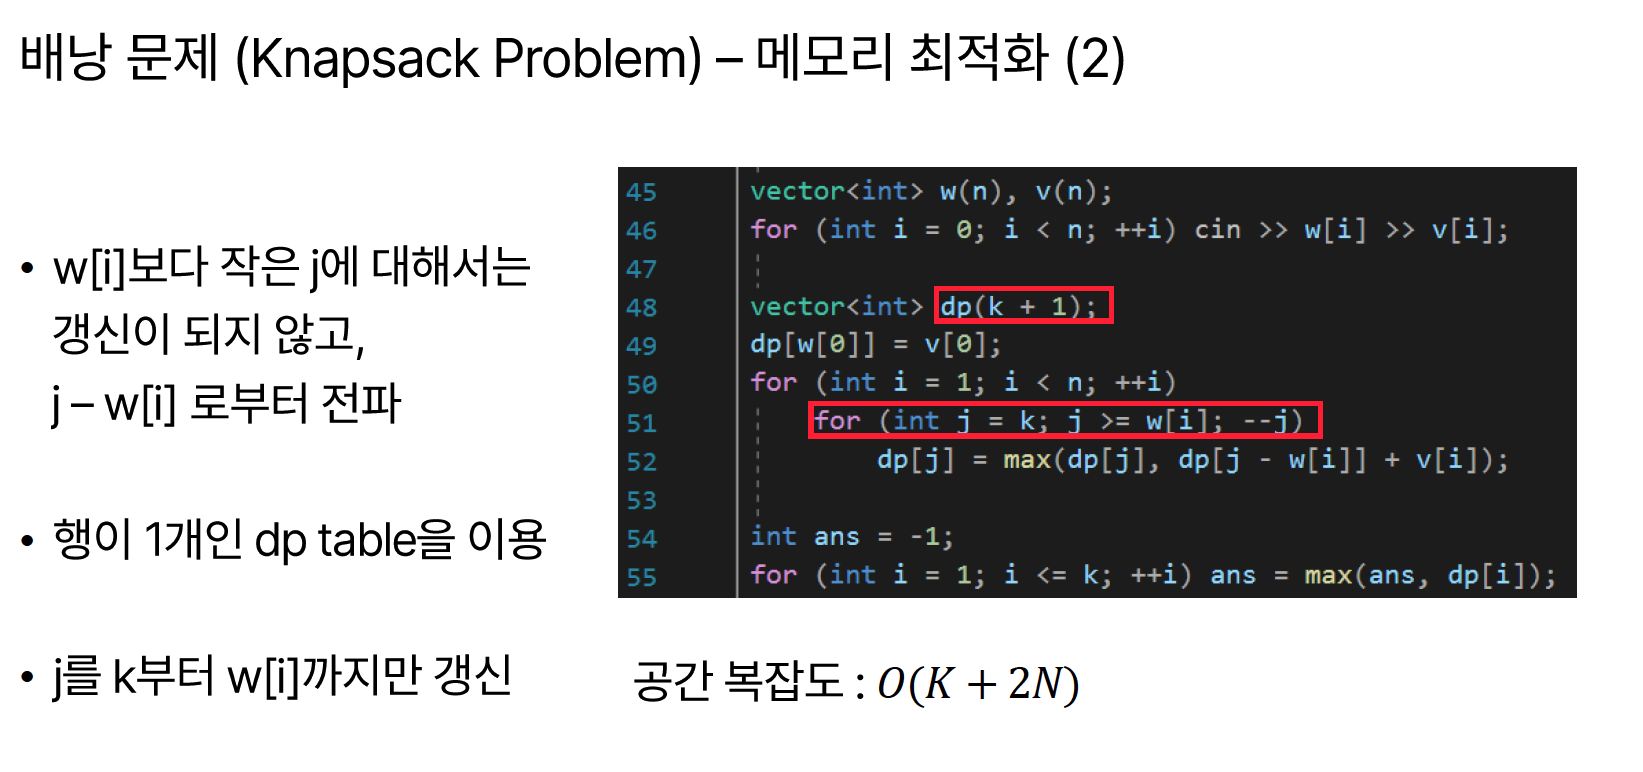 배낭 문제 (Knapsack Problem) – 메모리 최적화 (2)
• w[i]보다 작은 j에 대해서는
갱신이 되지 않고,
j – w[i] 로부터 전파
• 행이 1개인 dp table을 이용
• j를 k부터 w[i]까지만 갱신
45 vector<int> w(n), v(n);
46 for (int i = 0; i < n; ++i) cin >> w[i] >> v[i];
47
48 vector<int> dp(k + 1);
49 dp[w[0]] = v[0];
50 for (int i = 1; i < n; ++i)
51 for (int j = k; j >= w[i]; --j)
52 dp[j] = max(dp[j], dp[j - w[i]] + v[i]);
53
54 int ans = -1;
55 for (int i = 1; i <= k; ++i) ans = max(ans, dp[i]);
공간 복잡도 : O(K + 2N)